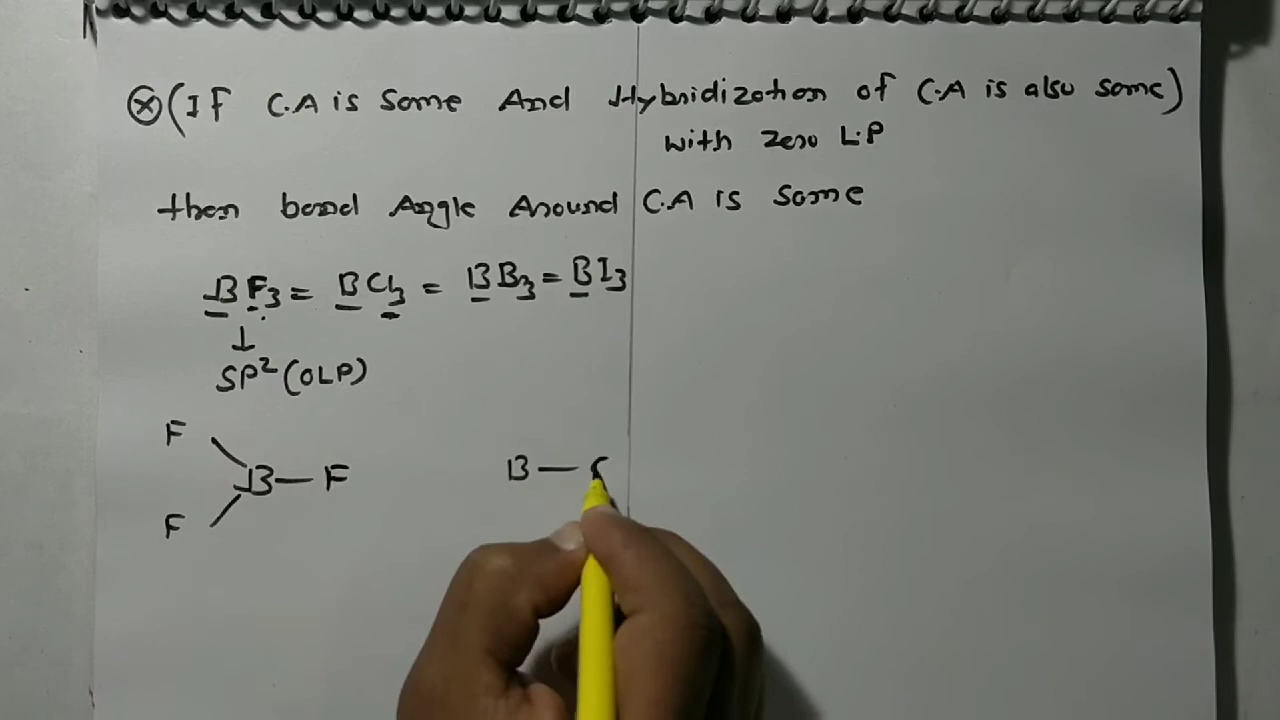 ⊗(IF C.A is Same And Hybridization of C.A is also same)
with zero L.P
then bond Angle Around C.A is Same
BF3 = BCl3 = BB3 = BI3
↓
SP² (0LP)
F
B — F
F
B — C